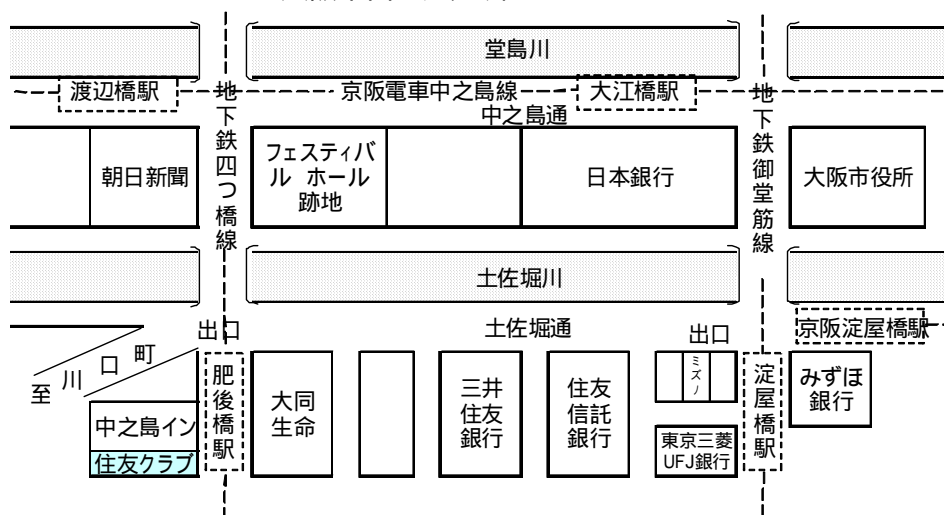 堂島川
渡辺橋駅
京阪電車中之島線
大江橋駅
中之島通
地下鉄四つ橋線
地下鉄御堂筋線
朝日新聞
フェスティバ
ル ホール
跡地
日本銀行
大阪市役所
土佐堀川
出口
土佐堀通
出口
京阪淀屋橋駅
至川口町
肥後橋駅
大同
生命
三井
住友
銀行
住友
信託
銀行
ミズノ
淀屋橋駅
みずほ
銀行
中之島イン
住友クラブ
東京三菱
UFJ銀行